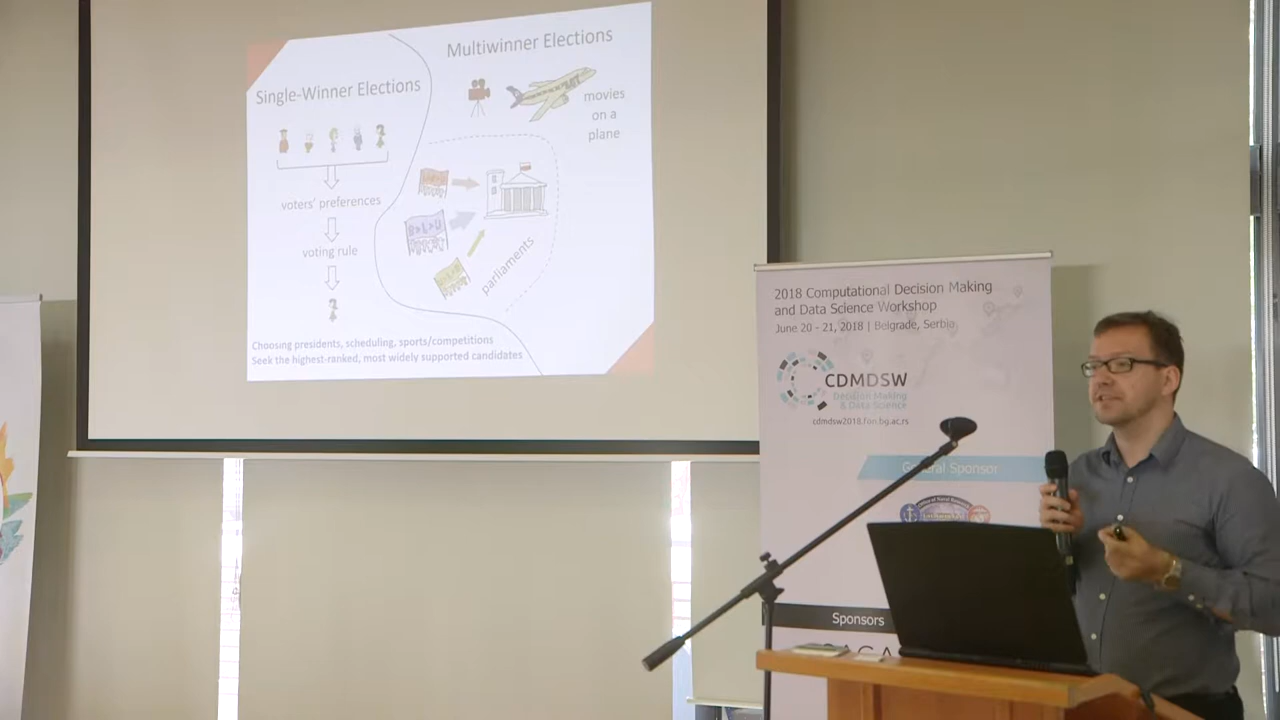 Single-Winner Elections
voters' preferences
voting rule
Choosing presidents, scheduling, sports/competitions
Seek the highest-ranked, most widely supported candidates
Multiwinner Elections
movies
on a
plane
parliaments
2018 Computational Decision Making
and Data Science Workshop
June 20 - 21, 2018 | Belgrade, Serbia
CDMDSW
Decision Making
& Data Science
cdmdsw2018.fon.bg.ac.rs
General Sponsor
Sponsors